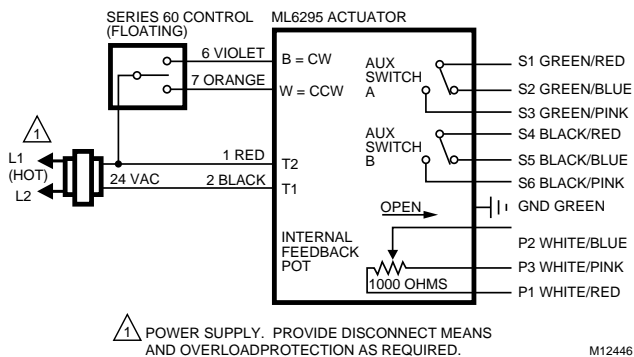 SERIES 60 CONTROL
(FLOATING)
ML6295 ACTUATOR
6 VIOLET
B = CW
7 ORANGE
W = CCW
AUX
SWITCH
A
S1 GREEN/RED
S2 GREEN/BLUE
S3 GREEN/PINK
1
L1
(HOT)
L2
24 VAC
1 RED
T2
2 BLACK
T1
AUX
SWITCH
B
S4 BLACK/RED
S5 BLACK/BLUE
S6 BLACK/PINK
OPEN
GND GREEN
INTERNAL
FEEDBACK
POT
1000 OHMS
P2 WHITE/BLUE
P3 WHITE/PINK
P1 WHITE/RED
1 POWER SUPPLY. PROVIDE DISCONNECT MEANS
AND OVERLOADPROTECTION AS REQUIRED.
M12446